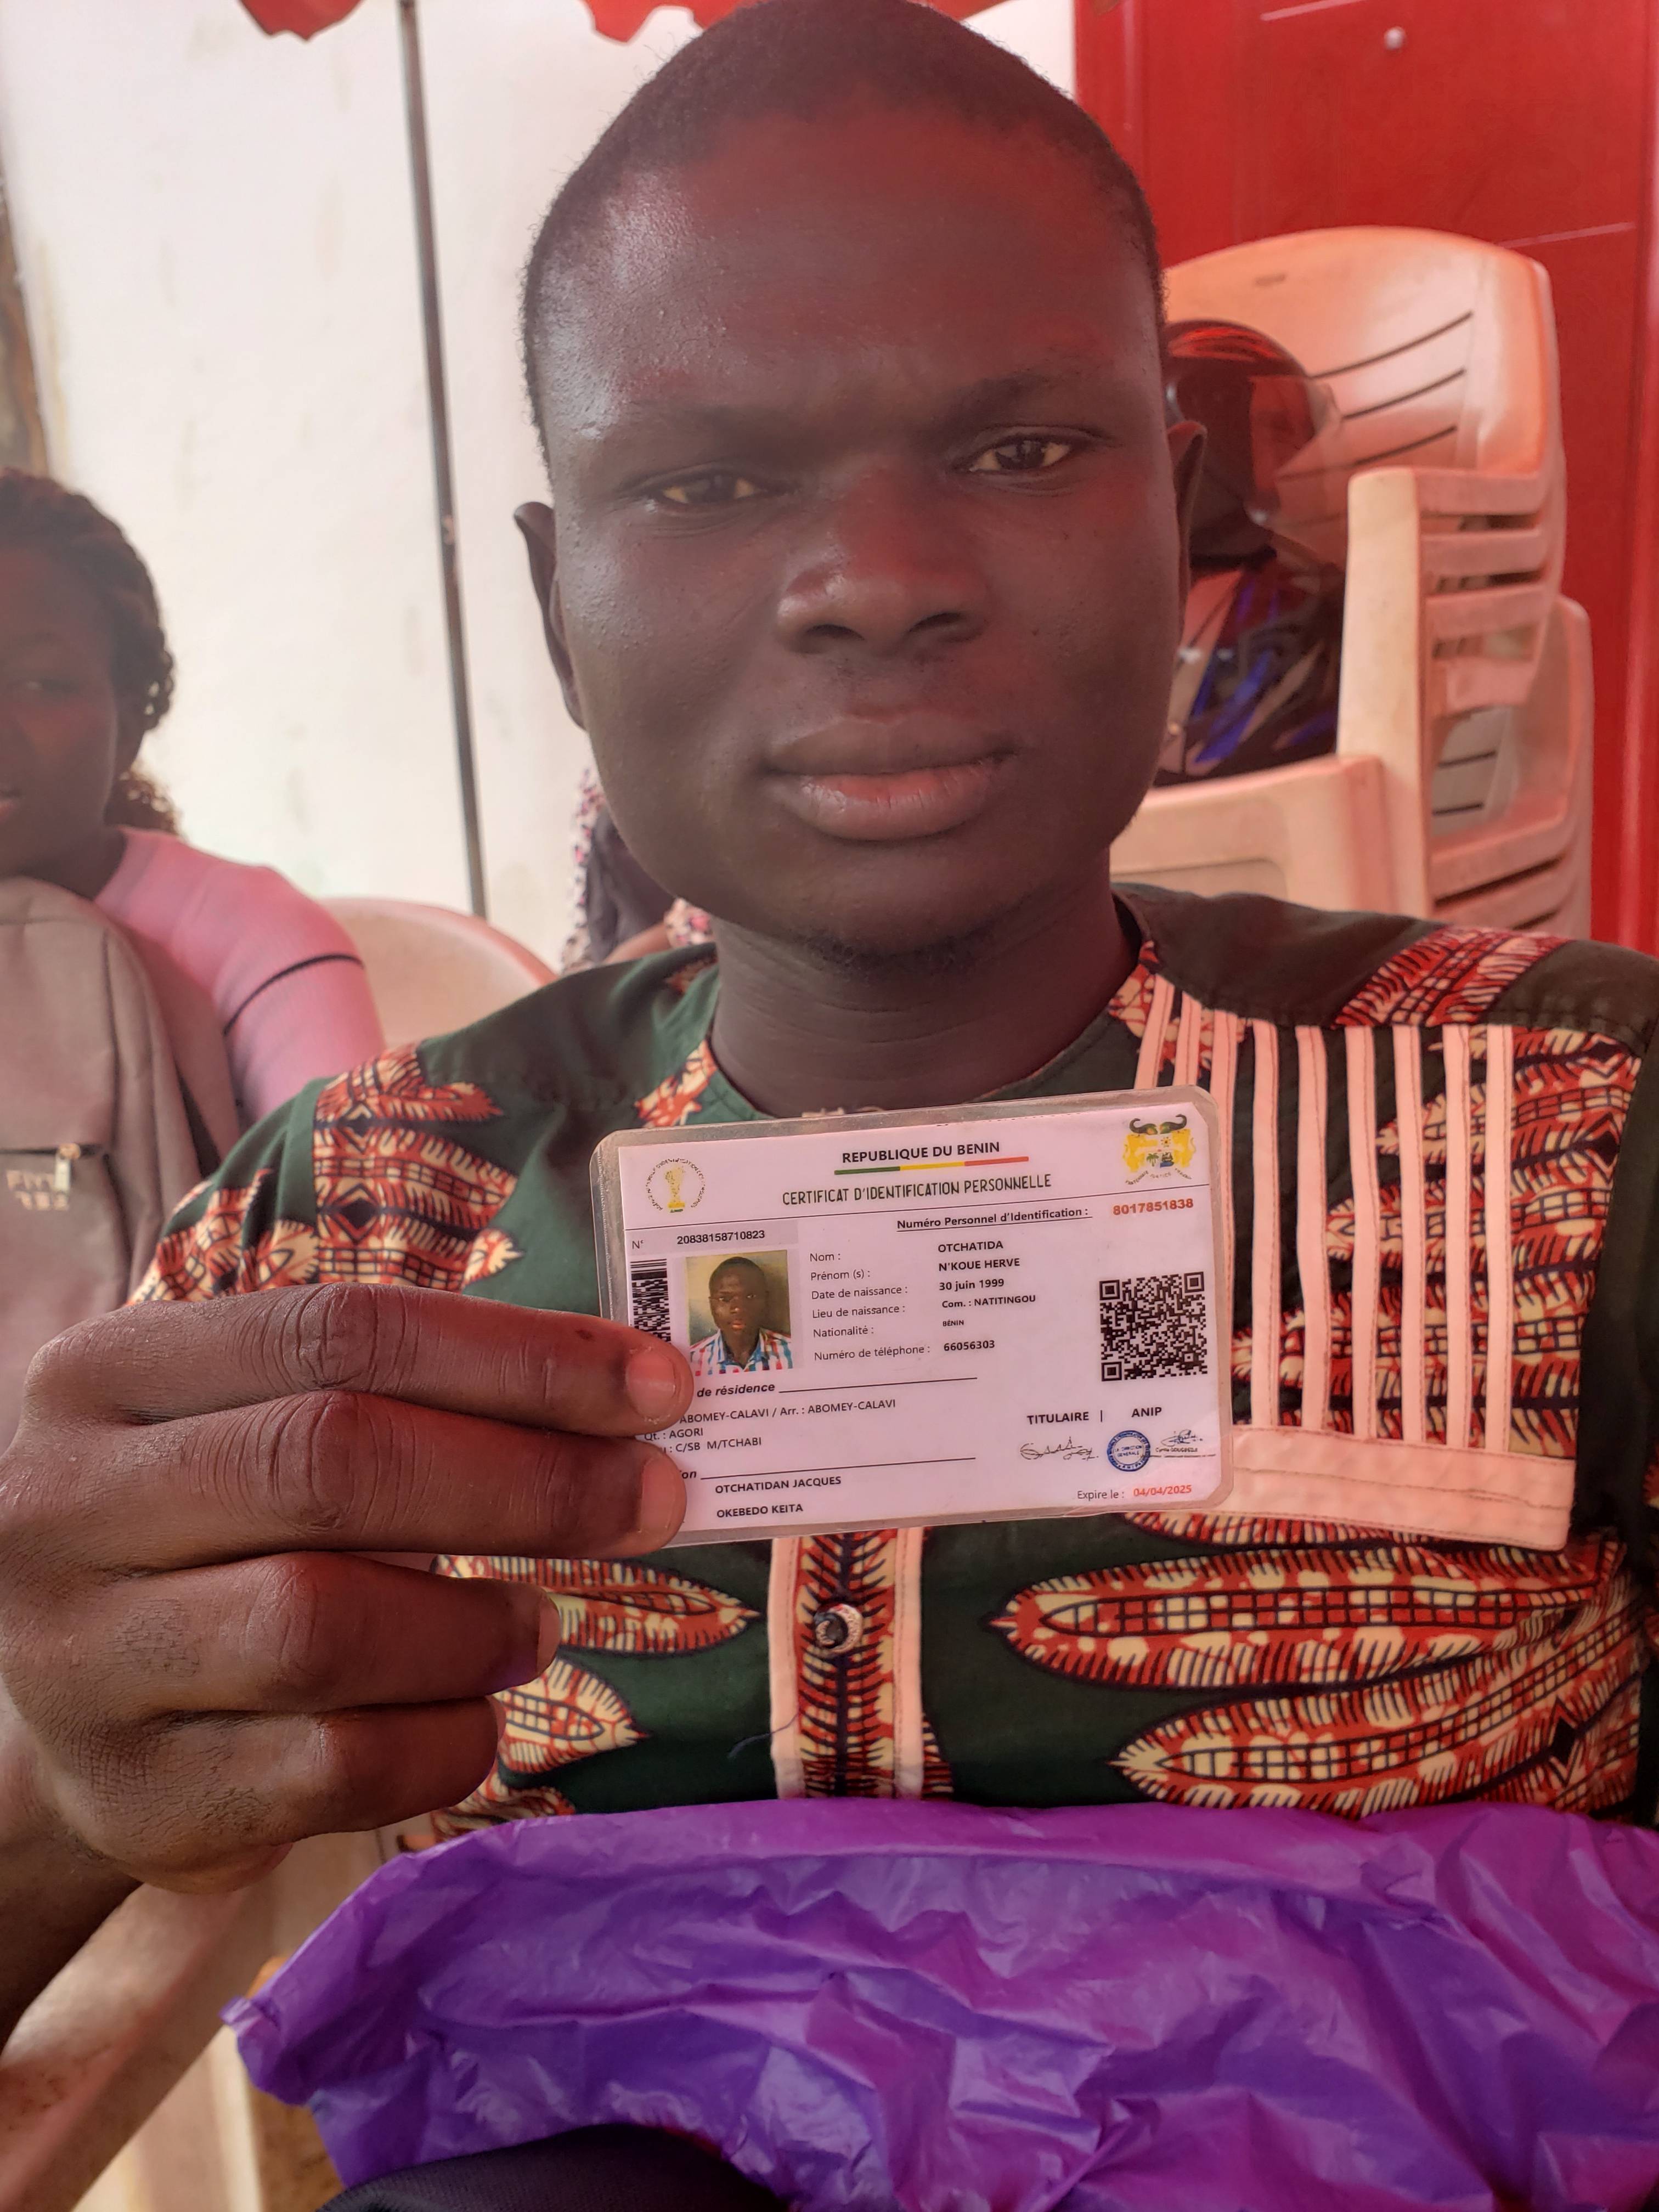 REPUBLIQUE DU BENIN
CERTIFICAT D'IDENTIFICATION PERSONNELLE
Numéro Personnel d'Identification : 8017851838
N° 20838158710823
Nom : OTCHATIDA
Prénom (s) : N'KOUE HERVE
Date de naissance : 30 juin 1999
Lieu de naissance : Com. : NATITINGOU
Nationalité : BÉNIN
Numéro de téléphone : 66056303
de résidence
ABOMEY-CALAVI / Arr. : ABOMEY-CALAVI
Qt. : AGORI
: C/SB M/TCHABI
TITULAIRE | ANIP
OTCHATIDAN JACQUES
OKEBEDO KEITA
Expire le : 04/04/2025